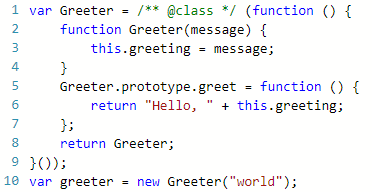 1 var Greeter = /** @class */ (function () {
2     function Greeter(message) {
3         this.greeting = message;
4     }
5     Greeter.prototype.greet = function () {
6         return "Hello, " + this.greeting;
7     };
8     return Greeter;
9 }());
10 var greeter = new Greeter("world");